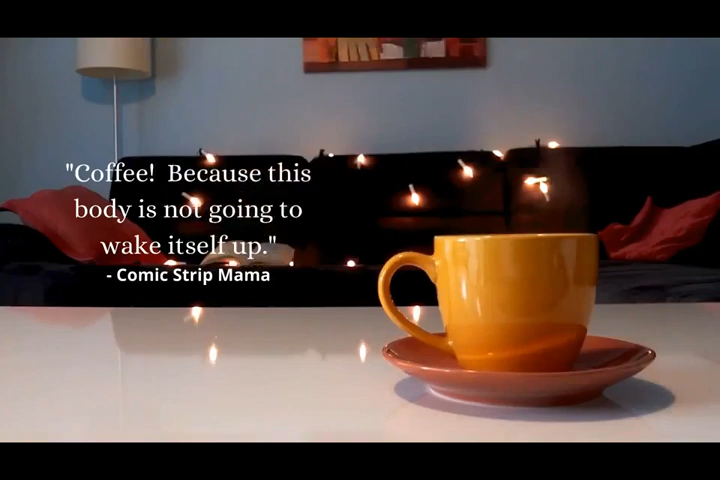 "Coffee!  Because this
body is not going to
wake itself up."
- Comic Strip Mama